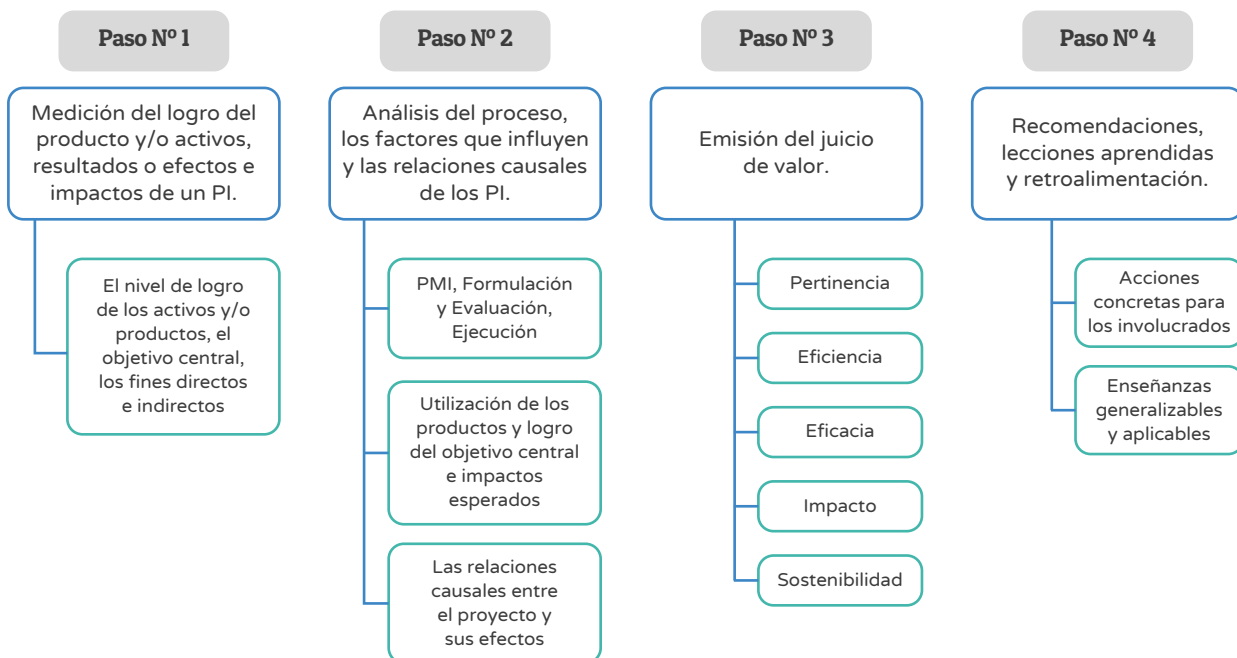 Paso Nº 1
Medición del logro del
producto y/o activos,
resultados o efectos e
impactos de un PI.
El nivel de logro
de los activos y/o
productos, el
objetivo central,
los fines directos
e indirectos
Paso Nº 2
Análisis del proceso,
los factores que influyen
y las relaciones causales
de los PI.
PMI, Formulación
y Evaluación,
Ejecución
Utilización de los
productos y logro
del objetivo central
e impactos
esperados
Las relaciones
causales entre
el proyecto y
sus efectos
Paso Nº 3
Emisión del juicio
de valor.
Pertinencia
Eficiencia
Eficacia
Impacto
Sostenibilidad
Paso Nº 4
Recomendaciones,
lecciones aprendidas
y retroalimentación.
Acciones
concretas para
los involucrados
Enseñanzas
generalizables
y aplicables